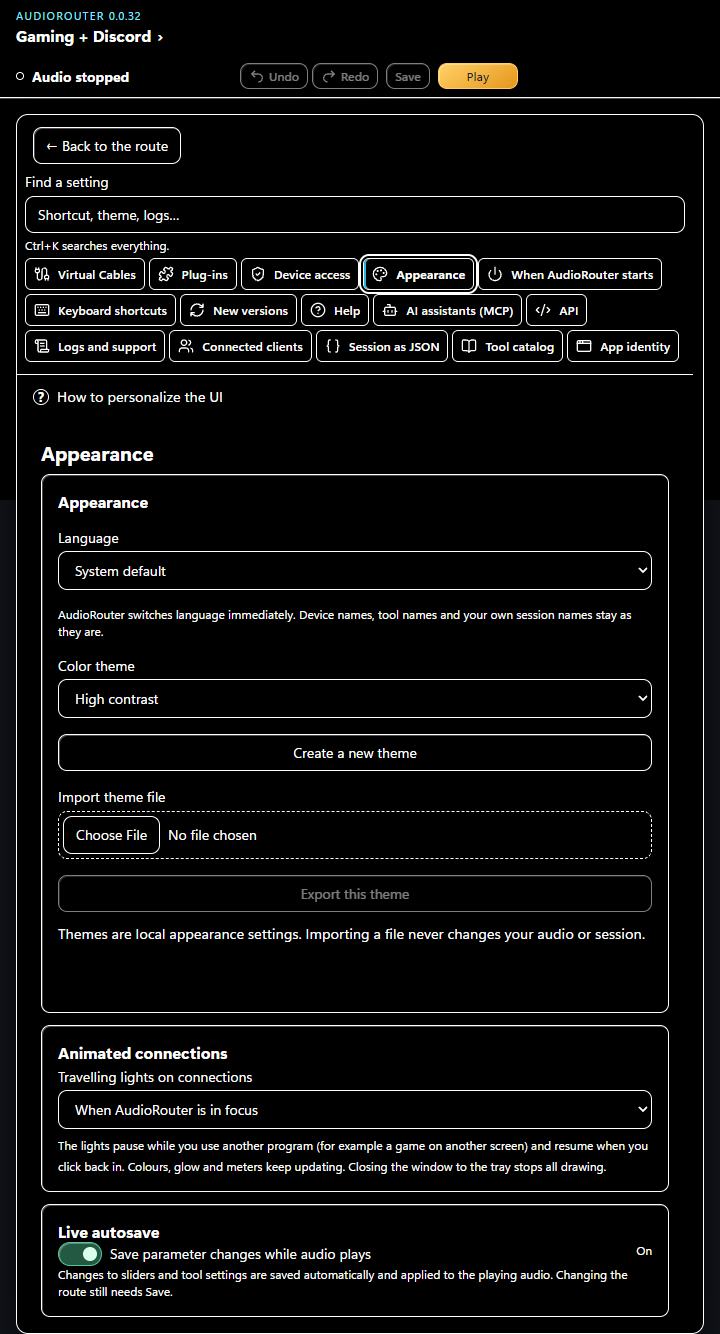 AUDIOROUTER 0.0.32
Gaming + Discord ›
Audio stopped
Undo
Redo
Save
Play
← Back to the route
Find a setting
Shortcut, theme, logs...
Ctrl+K searches everything.
Virtual Cables
Plug-ins
Device access
Appearance
When AudioRouter starts
Keyboard shortcuts
New versions
Help
AI assistants (MCP)
API
Logs and support
Connected clients
Session as JSON
Tool catalog
App identity
How to personalize the UI
Appearance
Appearance
Language
System default
AudioRouter switches language immediately. Device names, tool names and your own session names stay as
they are.
Color theme
High contrast
Create a new theme
Import theme file
Choose File No file chosen
Export this theme
Themes are local appearance settings. Importing a file never changes your audio or session.
Animated connections
Travelling lights on connections
When AudioRouter is in focus
The lights pause while you use another program (for example a game on another screen) and resume when you
click back in. Colours, glow and meters keep updating. Closing the window to the tray stops all drawing.
Live autosave
Save parameter changes while audio plays
On
Changes to sliders and tool settings are saved automatically and applied to the playing audio. Changing the
route still needs Save.